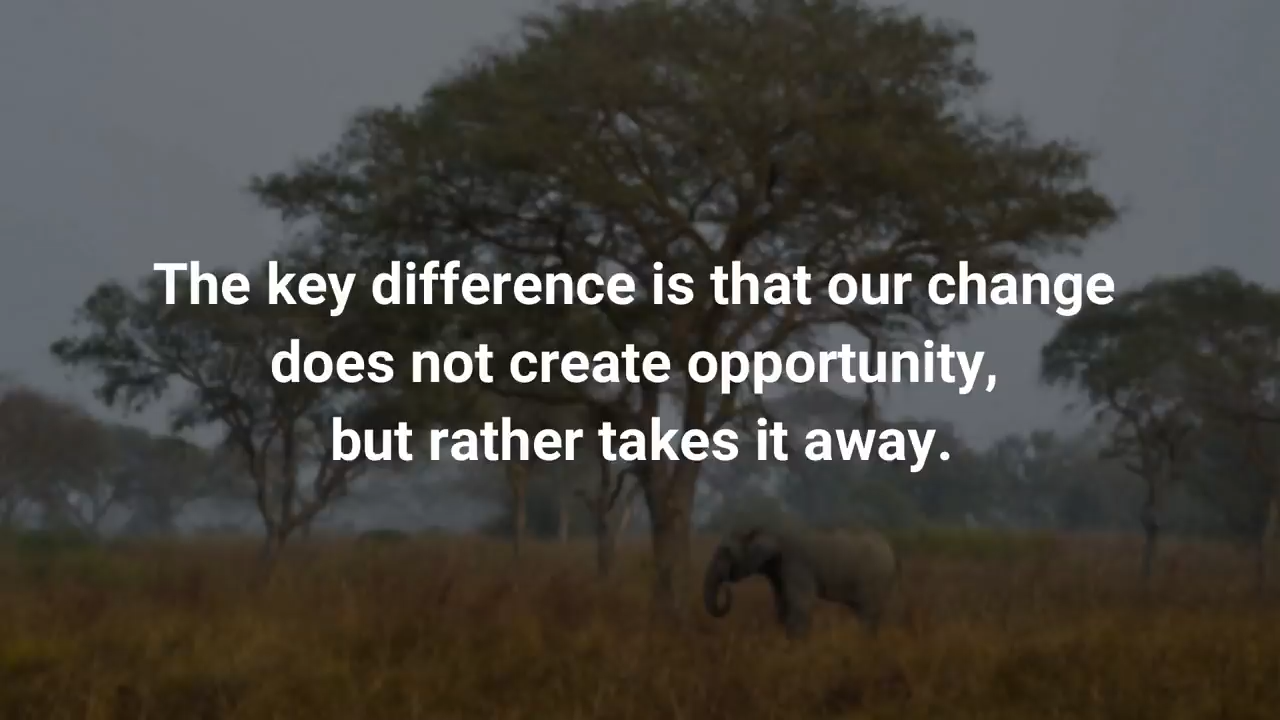 The key difference is that our change
does not create opportunity,
but rather takes it away.